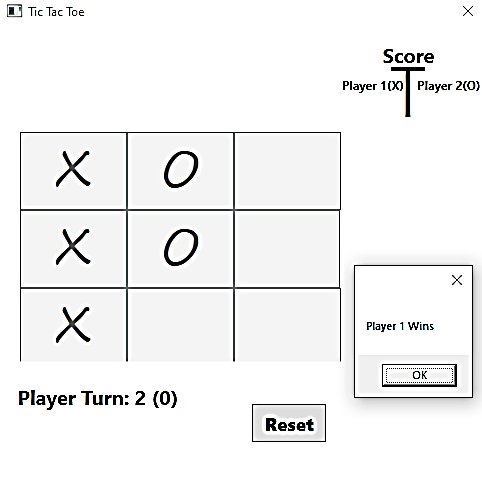 Tic Tac Toe
Score
Player 1(X) Player 2(O)
X O
X O
X
Player 1 Wins
OK
Player Turn: 2 (0)
Reset